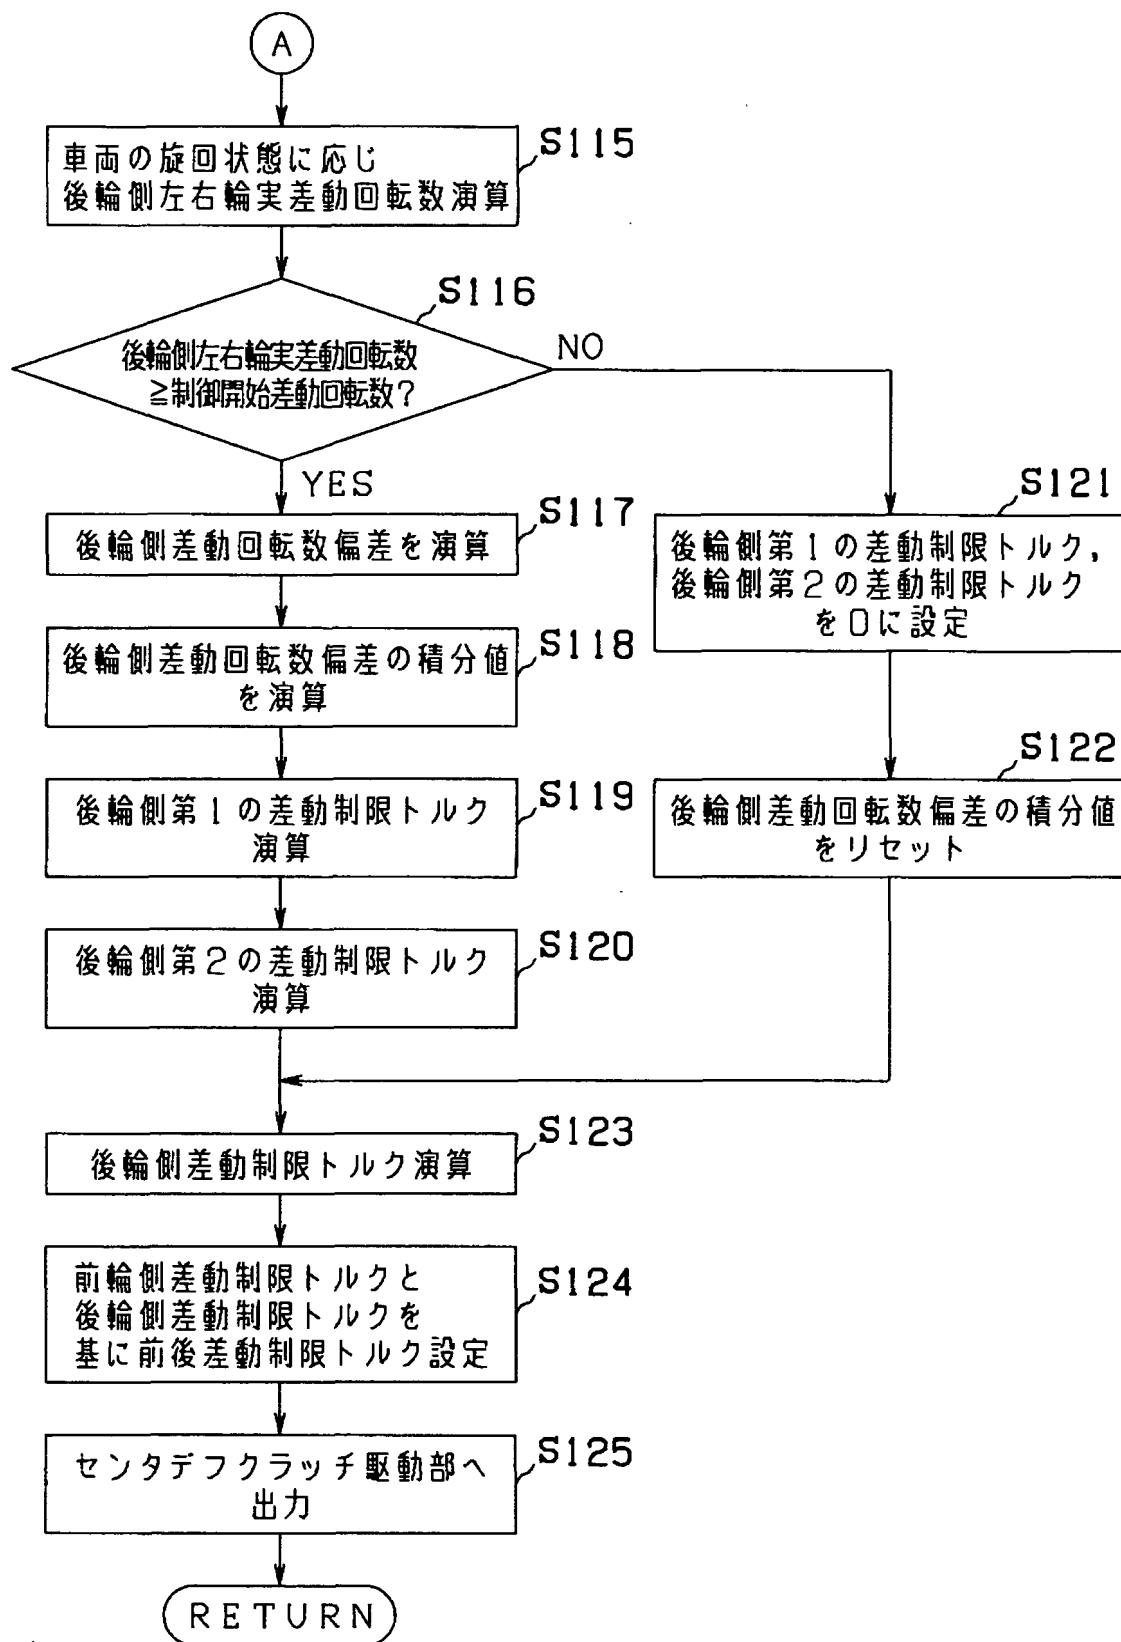 A
S115
車両の旋回状態に応じ
後輪側左右輪実差動回転数演算
S116
後輪側左右輪実差動回転数
≧制御開始差動回転数?
NO
YES
S117
後輪側差動回転数偏差を演算
S118
後輪側差動回転数偏差の積分値
を演算
S119
後輪側第1の差動制限トルク
演算
S120
後輪側第2の差動制限トルク
演算
S121
後輪側第1の差動制限トルク,
後輪側第2の差動制限トルク
を0に設定
S122
後輪側差動回転数偏差の積分値
をリセット
S123
後輪側差動制限トルク演算
S124
前輪側差動制限トルクと
後輪側差動制限トルクを
基に前後差動制限トルク設定
S125
センタデフクラッチ駆動部へ
出力
RETURN